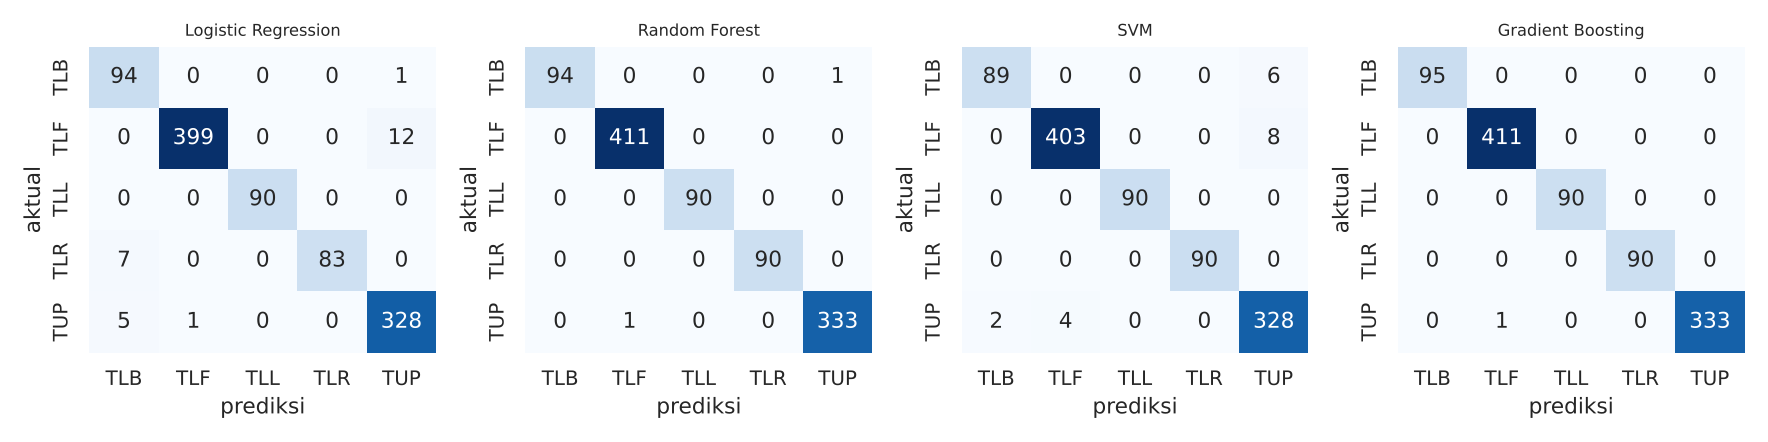 Logistic Regression
aktual
TLB 94 0 0 0 1
TLF 0 399 0 0 12
TLL 0 0 90 0 0
TLR 7 0 0 83 0
TUP 5 1 0 0 328
TLB TLF TLL TLR TUP
prediksi
Random Forest
aktual
TLB 94 0 0 0 1
TLF 0 411 0 0 0
TLL 0 0 90 0 0
TLR 0 0 0 90 0
TUP 0 1 0 0 333
TLB TLF TLL TLR TUP
prediksi
SVM
aktual
TLB 89 0 0 0 6
TLF 0 403 0 0 8
TLL 0 0 90 0 0
TLR 0 0 0 90 0
TUP 2 4 0 0 328
TLB TLF TLL TLR TUP
prediksi
Gradient Boosting
aktual
TLB 95 0 0 0 0
TLF 0 411 0 0 0
TLL 0 0 90 0 0
TLR 0 0 0 90 0
TUP 0 1 0 0 333
TLB TLF TLL TLR TUP
prediksi